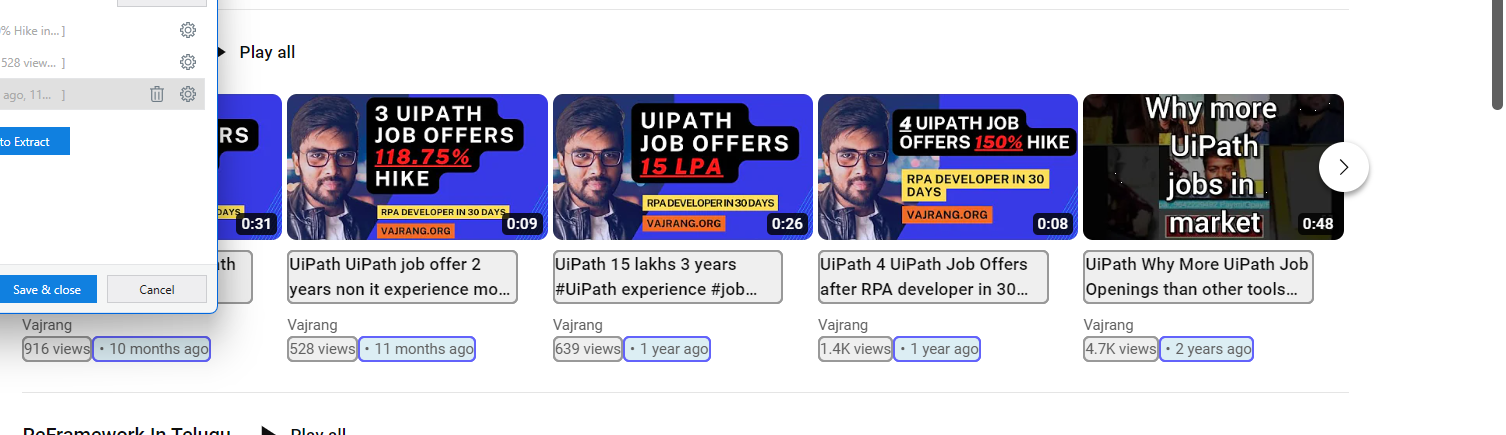 % Hike in... ]
528 view... ]
ago, 11... ]
to Extract
Save & close
Cancel
Play all
RS
DAYS
0:31
3 UIPATH
JOB OFFERS
118.75%
HIKE
RPA DEVELOPER IN 30 DAYS
VAJRANG.ORG
0:09
UIPATH
JOB OFFERS
15 LPA
RPA DEVELOPER IN 30 DAYS
VAJRANG.ORG
0:26
4 UIPATH JOB
OFFERS 150% HIKE
RPA DEVELOPER IN 30
DAYS
VAJRANG.ORG
0:08
Why more
UiPath
jobs in
market
0:48
ath
UiPath UiPath job offer 2
years non it experience mo...
UiPath 15 lakhs 3 years
#UiPath experience #job...
UiPath 4 UiPath Job Offers
after RPA developer in 30...
UiPath Why More UiPath Job
Openings than other tools...
Vajrang
916 views • 10 months ago
Vajrang
528 views • 11 months ago
Vajrang
639 views • 1 year ago
Vajrang
1.4K views • 1 year ago
Vajrang
4.7K views • 2 years ago
ReFramework In Telugu
Play all